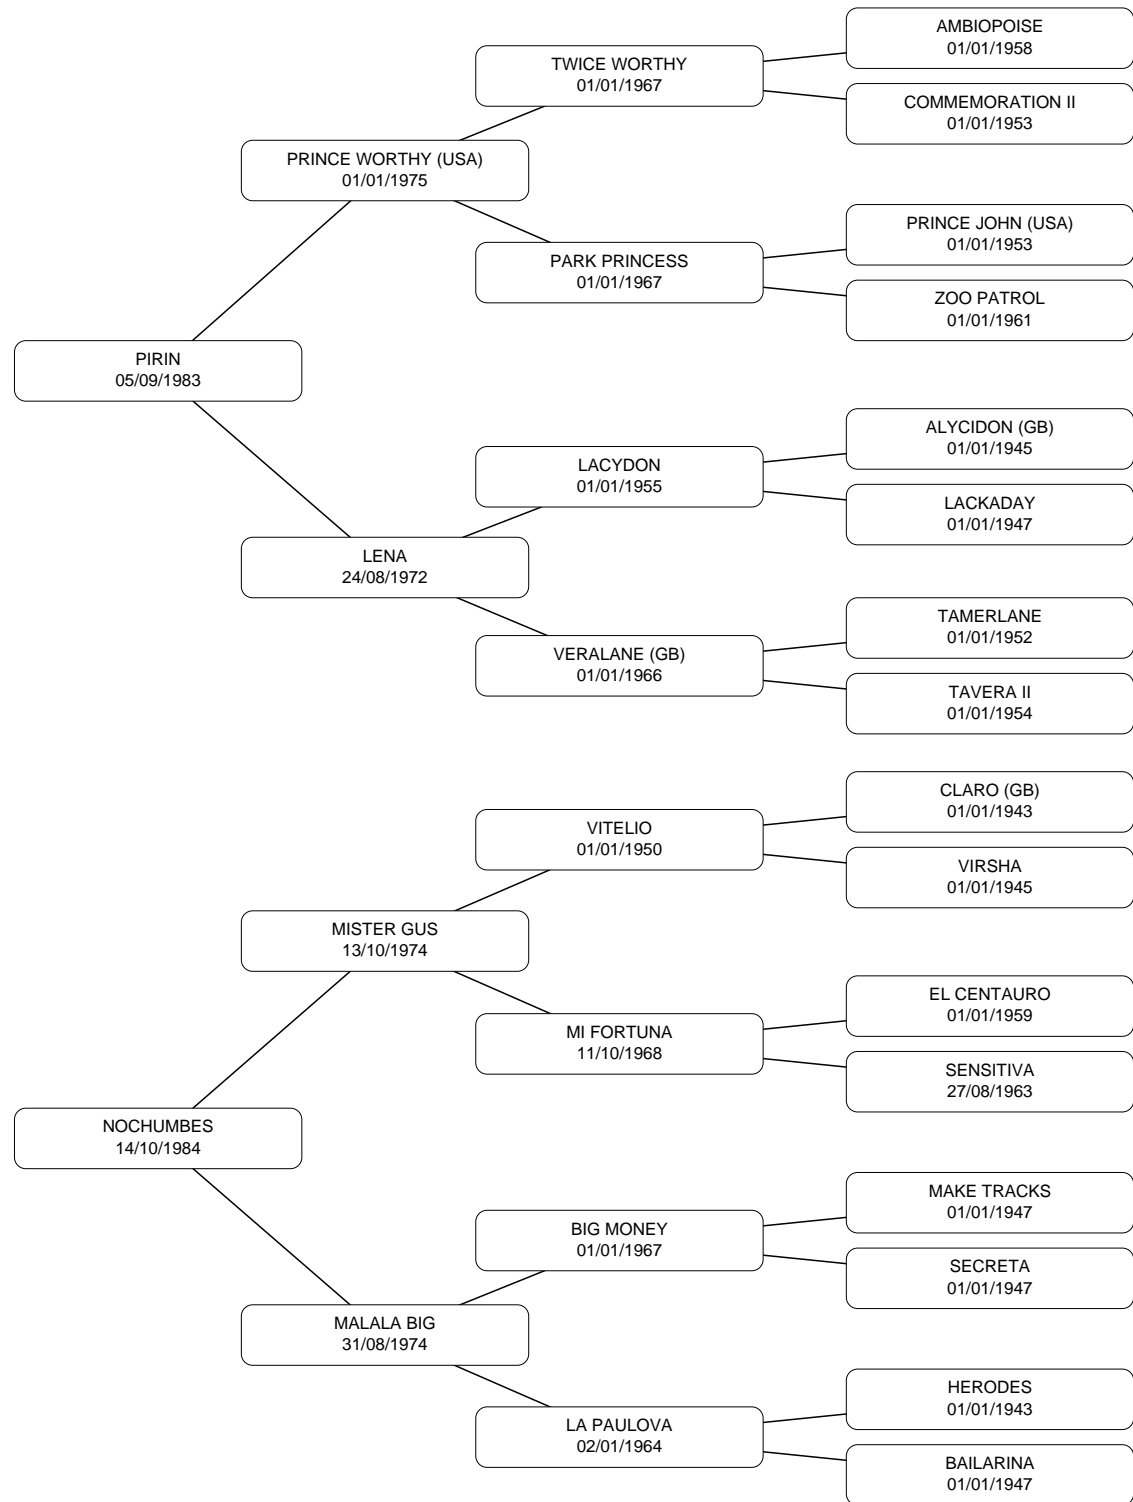 AMBIOPOISE
01/01/1958
TWICE WORTHY
01/01/1967
COMMEMORATION II
01/01/1953
PRINCE WORTHY (USA)
01/01/1975
PRINCE JOHN (USA)
01/01/1953
PARK PRINCESS
01/01/1967
ZOO PATROL
01/01/1961
PIRIN
05/09/1983
ALYCIDON (GB)
01/01/1945
LACYDON
01/01/1955
LACKADAY
01/01/1947
LENA
24/08/1972
TAMERLANE
01/01/1952
VERALANE (GB)
01/01/1966
TAVERA II
01/01/1954
CLARO (GB)
01/01/1943
VITELIO
01/01/1950
VIRSHA
01/01/1945
MISTER GUS
13/10/1974
EL CENTAURO
01/01/1959
MI FORTUNA
11/10/1968
SENSITIVA
27/08/1963
NOCHUMBES
14/10/1984
MAKE TRACKS
01/01/1947
BIG MONEY
01/01/1967
SECRETA
01/01/1947
MALALA BIG
31/08/1974
HERODES
01/01/1943
LA PAULOVA
02/01/1964
BAILARINA
01/01/1947